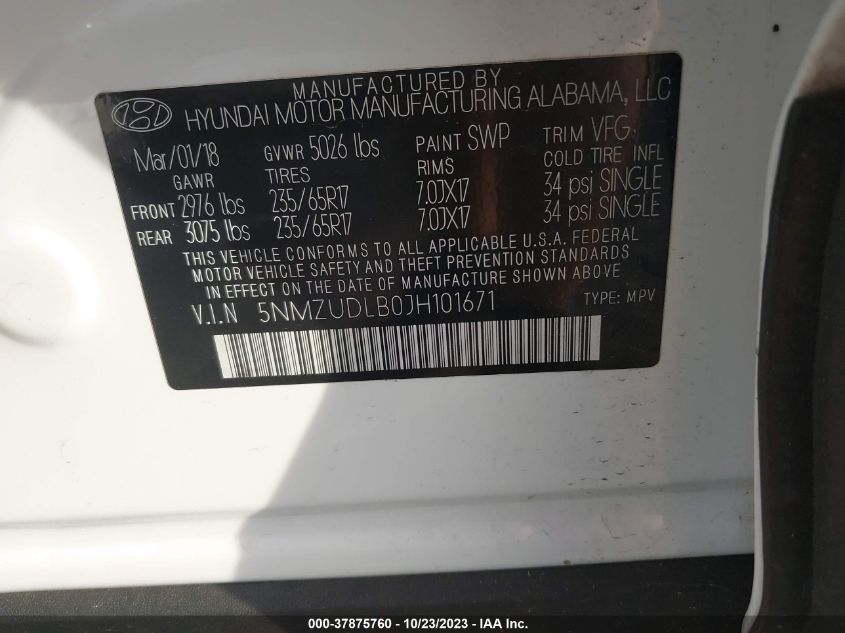 MANUFACTURED BY
HYUNDAI MOTOR MANUFACTURING ALABAMA, LLC
Mar/01/18 GVWR 5026 lbs PAINT SWP TRIM VFG
GAWR TIRES RIMS COLD TIRE INFL
FRONT 2976 lbs 235/65R17 7.0JX17 34 psi SINGLE
REAR 3075 lbs 235/65R17 7.0JX17 34 psi SINGLE
THIS VEHICLE CONFORMS TO ALL APPLICABLE U.S.A. FEDERAL
MOTOR VEHICLE SAFETY AND THEFT PREVENTION STANDARDS
IN EFFECT ON THE DATE OF MANUFACTURE SHOWN ABOVE
V.I.N 5NMZUDLB0JH101671 TYPE: MPV
000-37875760 - 10/23/2023 - IAA Inc.